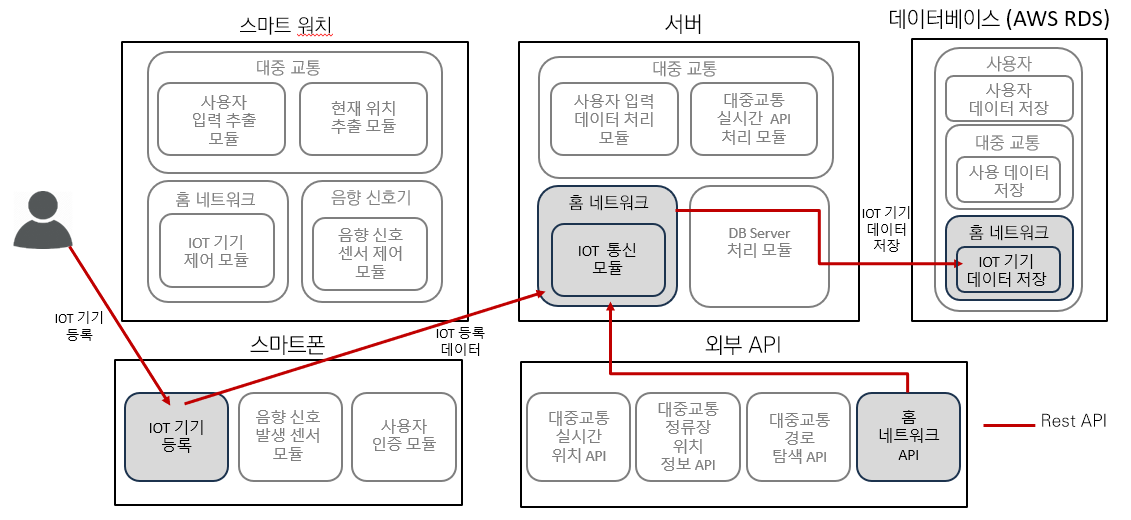 스마트 워치
대중 교통
사용자
입력 추출
모듈
현재 위치
추출 모듈
홈 네트워크
IOT 기기
제어 모듈
음향 신호기
음향 신호
센서 제어
모듈
서버
대중 교통
사용자 입력
데이터 처리
모듈
대중교통
실시간 API
처리 모듈
홈 네트워크
IOT 통신
모듈
DB Server
처리 모듈
데이터베이스 (AWS RDS)
사용자
사용자
데이터 저장
대중 교통
사용 데이터
저장
홈 네트워크
IOT 기기
데이터 저장
IOT 기기
데이터
저장
IOT 기기
등록
IOT 등록
데이터
스마트폰
IOT 기기
등록
음향 신호
발생 센서
모듈
사용자
인증 모듈
외부 API
대중교통
실시간
위치 API
대중교통
정류장
위치
정보 API
대중교통
경로
탐색 API
홈
네트워크
API
Rest API